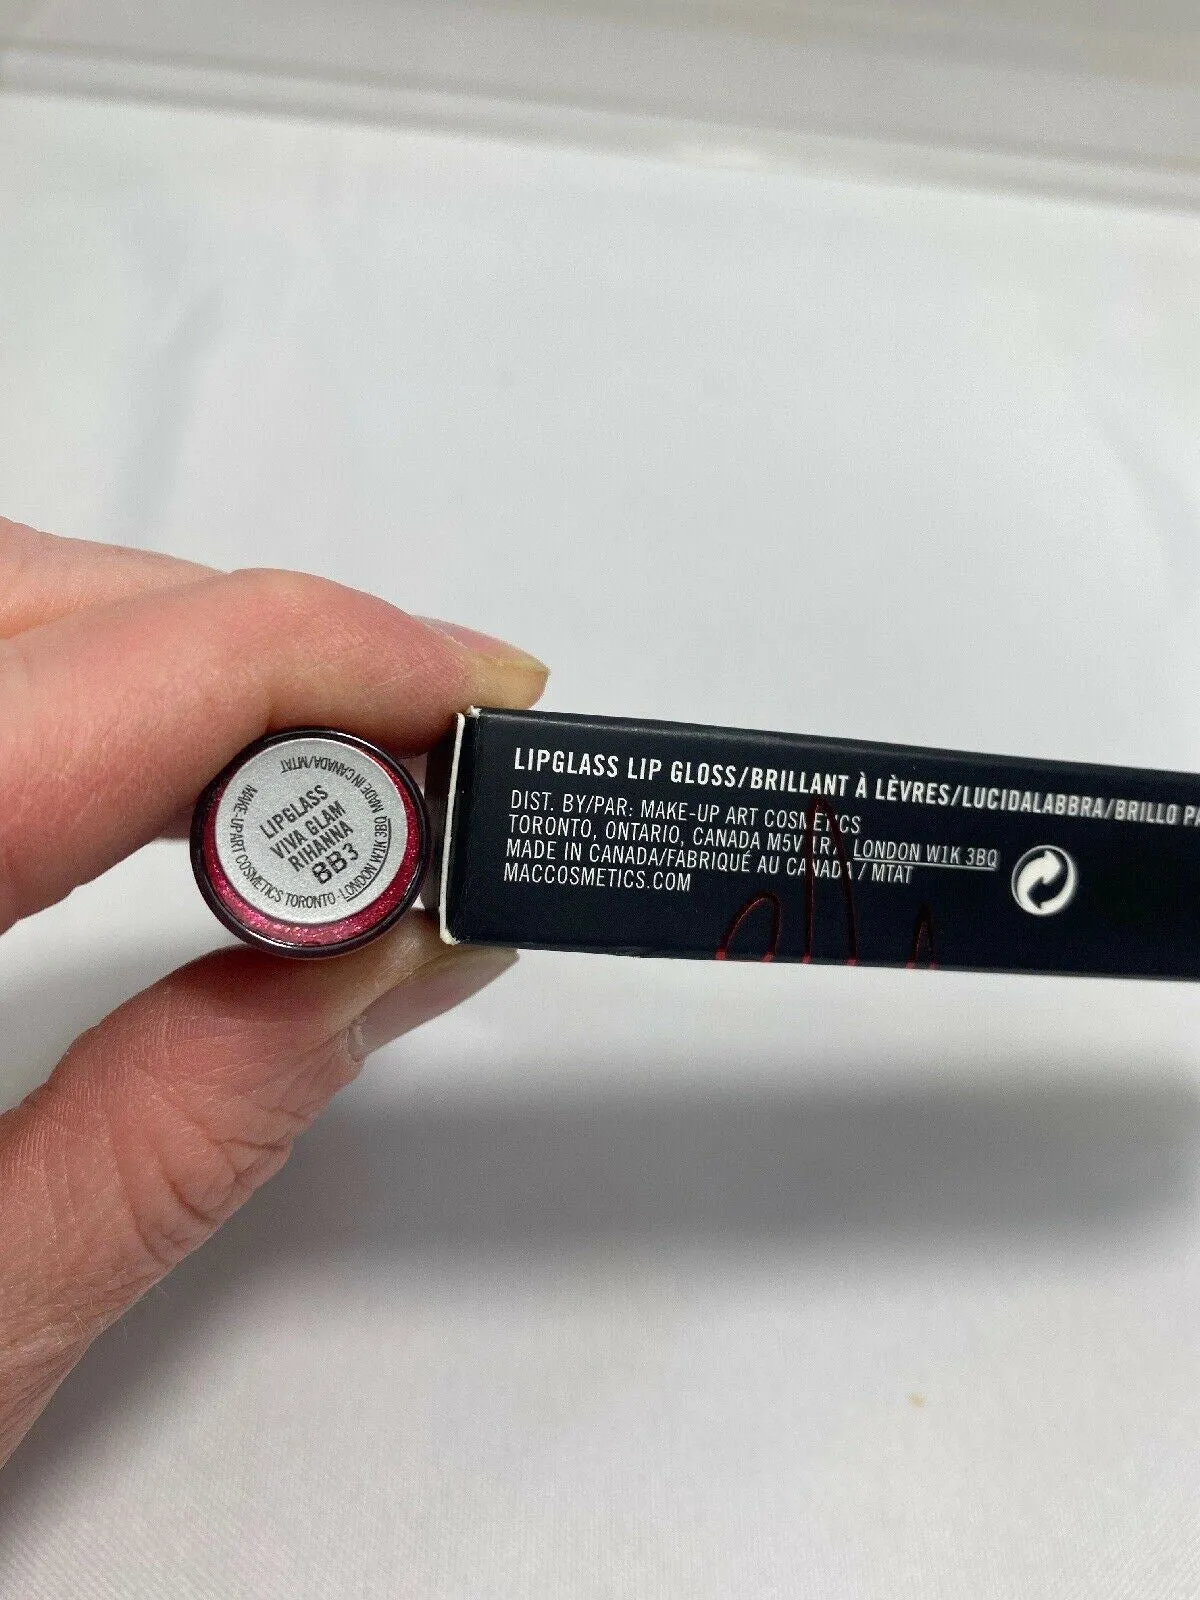 LIPGLASS
VIVA GLAM
RIHANNA
8B3
MAKE-UP ART COSMETICS TORONTO · LONDON W1K 3BQ MADE IN CANADA/MTAT
LIPGLASS LIP GLOSS/BRILLANT À LÈVRES/LUCIDALABBRA/BRILLO
DIST. BY/PAR: MAKE-UP ART COSMETICS
TORONTO, ONTARIO, CANADA M5V LONDON W1K 3BQ
MADE IN CANADA/FABRIQUÉ AU CANADA / MTAT
MACCOSMETICS.COM